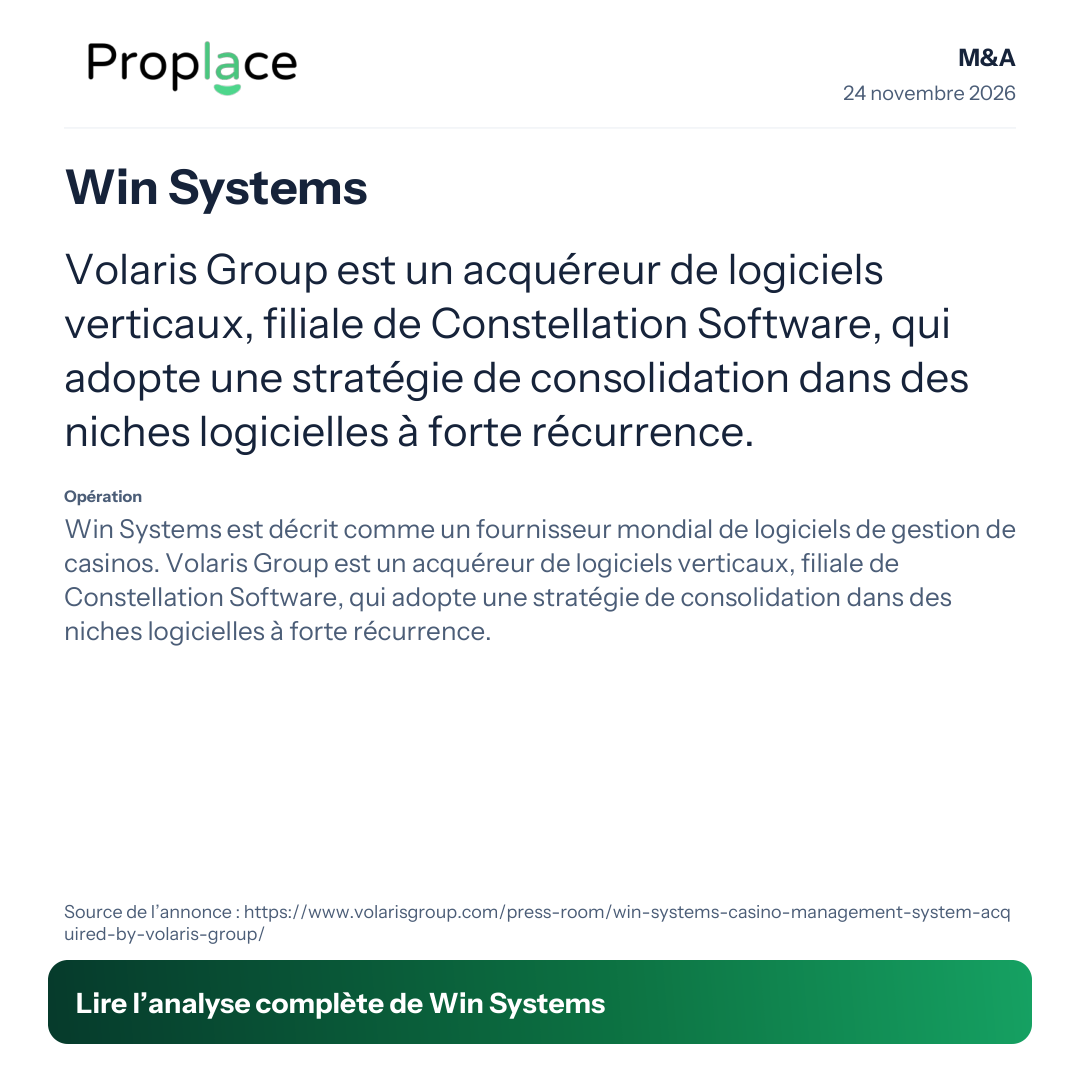 Proplace
M&A
24 novembre 2026
Win Systems
Volaris Group est un acquéreur de logiciels
verticaux, filiale de Constellation Software, qui
adopte une stratégie de consolidation dans des
niches logicielles à forte récurrence.
Opération
Win Systems est décrit comme un fournisseur mondial de logiciels de gestion de
casinos. Volaris Group est un acquéreur de logiciels verticaux, filiale de
Constellation Software, qui adopte une stratégie de consolidation dans des
niches logicielles à forte récurrence.
Source de l’annonce : https://www.volarisgroup.com/press-room/win-systems-casino-management-system-acq
uired-by-volaris-group/
Lire l’analyse complète de Win Systems